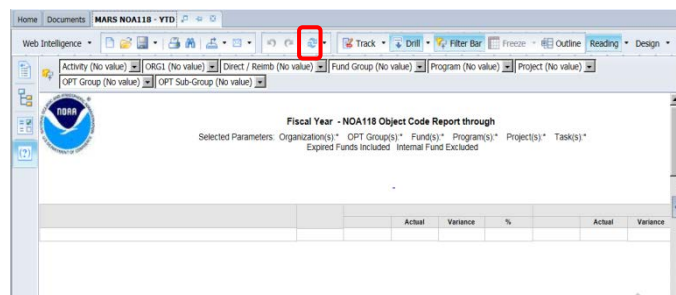 Home Documents MARS NOA118 - YTD
Web Intelligence Track Drill Filter Bar Freeze Outline Reading Design
Activity (No value) ORG1 (No value) Direct / Reimb (No value) Fund Group (No value) Program (No value) Project (No value)
OPT Group (No value) OPT Sub-Group (No value)
NOAA
Fiscal Year - NOA118 Object Code Report through
Selected Parameters: Organization(s):* OPT Group(s):* Fund(s):* Program(s):* Project(s):* Task(s):*
Expired Funds Included Internal Fund Excluded
-
Actual Variance % Actual Variance